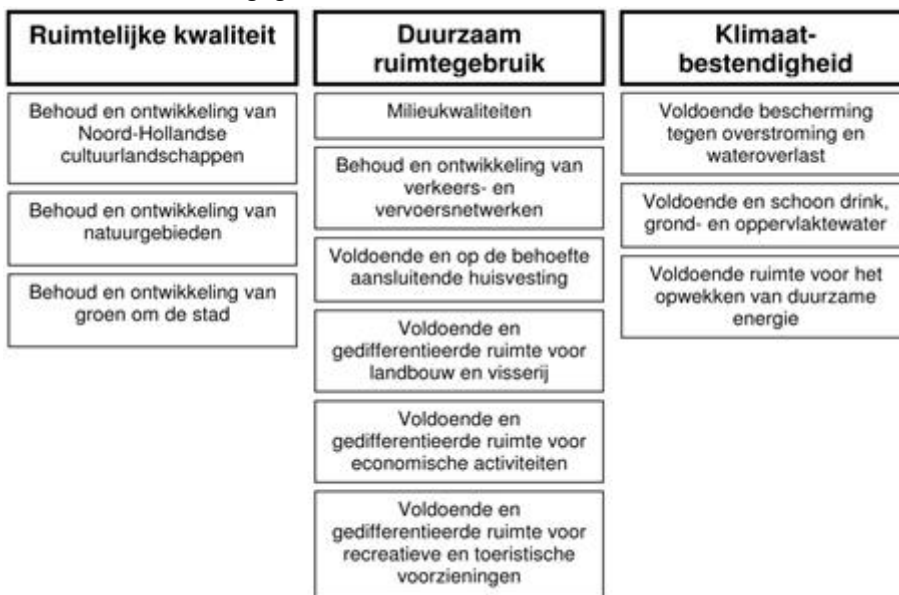 Ruimtelijke kwaliteit
Behoud en ontwikkeling van
Noord-Hollandse
cultuurlandschappen
Behoud en ontwikkeling van
natuurgebieden
Behoud en ontwikkeling van
groen om de stad
Duurzaam
ruimtegebruik
Milieukwaliteiten
Behoud en ontwikkeling van
verkeers- en
vervoersnetwerken
Voldoende en op de behoefte
aansluitende huisvesting
Voldoende en
gedifferentieerde ruimte voor
landbouw en visserij
Voldoende en
gedifferentieerde ruimte voor
economische activiteiten
Voldoende en
gedifferentieerde ruimte voor
recreatieve en toeristische
voorzieningen
Klimaat-
bestendigheid
Voldoende bescherming
tegen overstroming en
wateroverlast
Voldoende en schoon drink,
grond- en oppervlaktewater
Voldoende ruimte voor het
opwekken van duurzame
energie